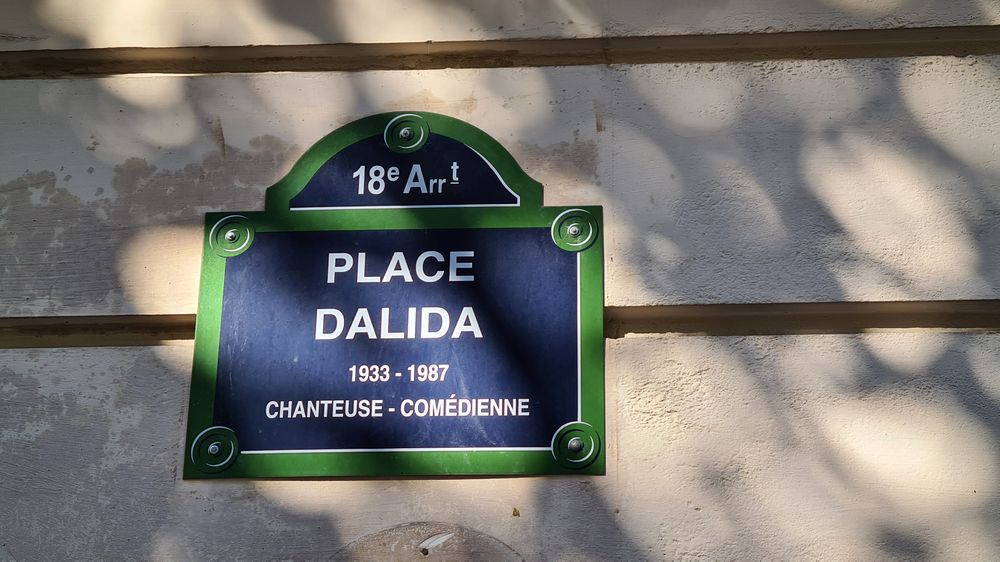 18e Arrt
PLACE
DALIDA
1933 - 1987
CHANTEUSE - COMÉDIENNE